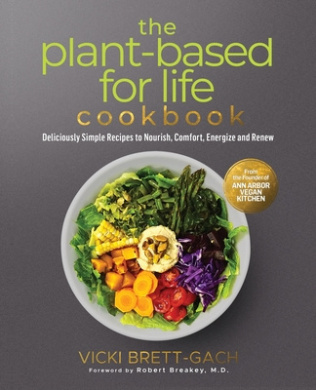 the
plant-based
for life
cookbook
Deliciously Simple Recipes to Nourish, Comfort, Energize and Renew
From
the Founder of
ANN ARBOR
VEGAN
KITCHEN
VICKI BRETT-GACH
Foreword by Robert Breakey, M.D.